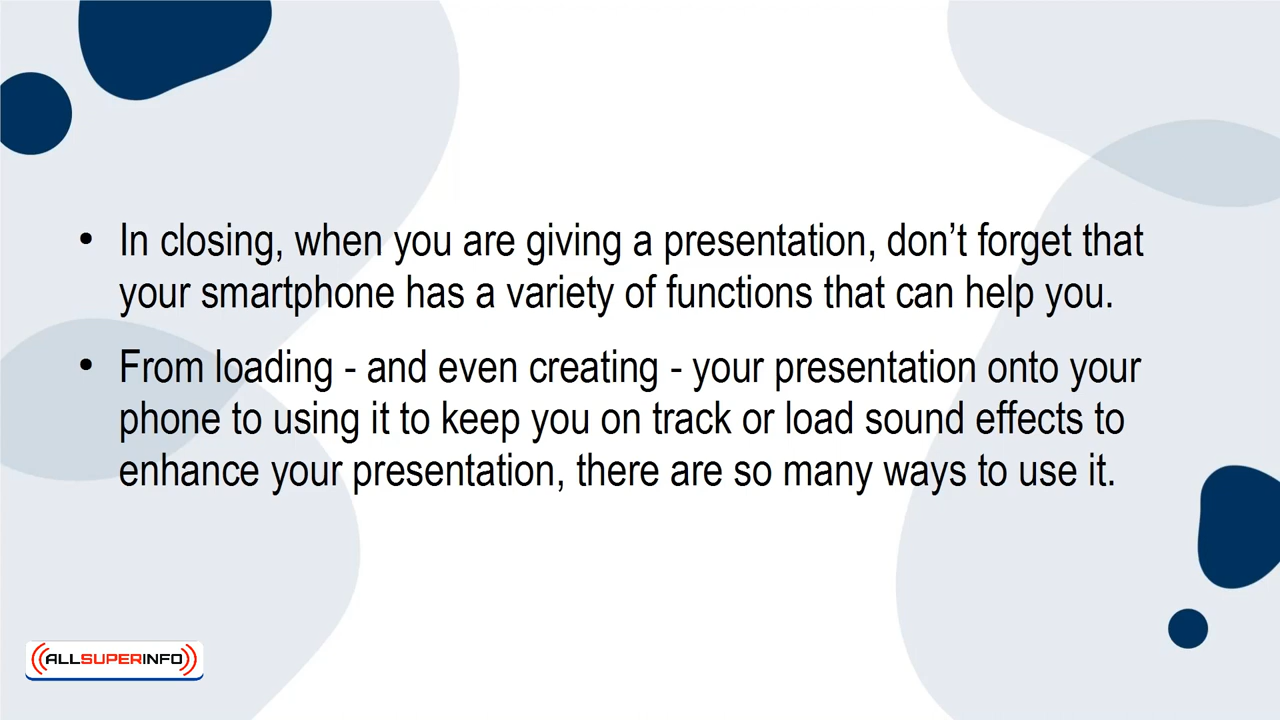 • In closing, when you are giving a presentation, don’t forget that
your smartphone has a variety of functions that can help you.
• From loading - and even creating - your presentation onto your
phone to using it to keep you on track or load sound effects to
enhance your presentation, there are so many ways to use it.
ALLSUPERINFO